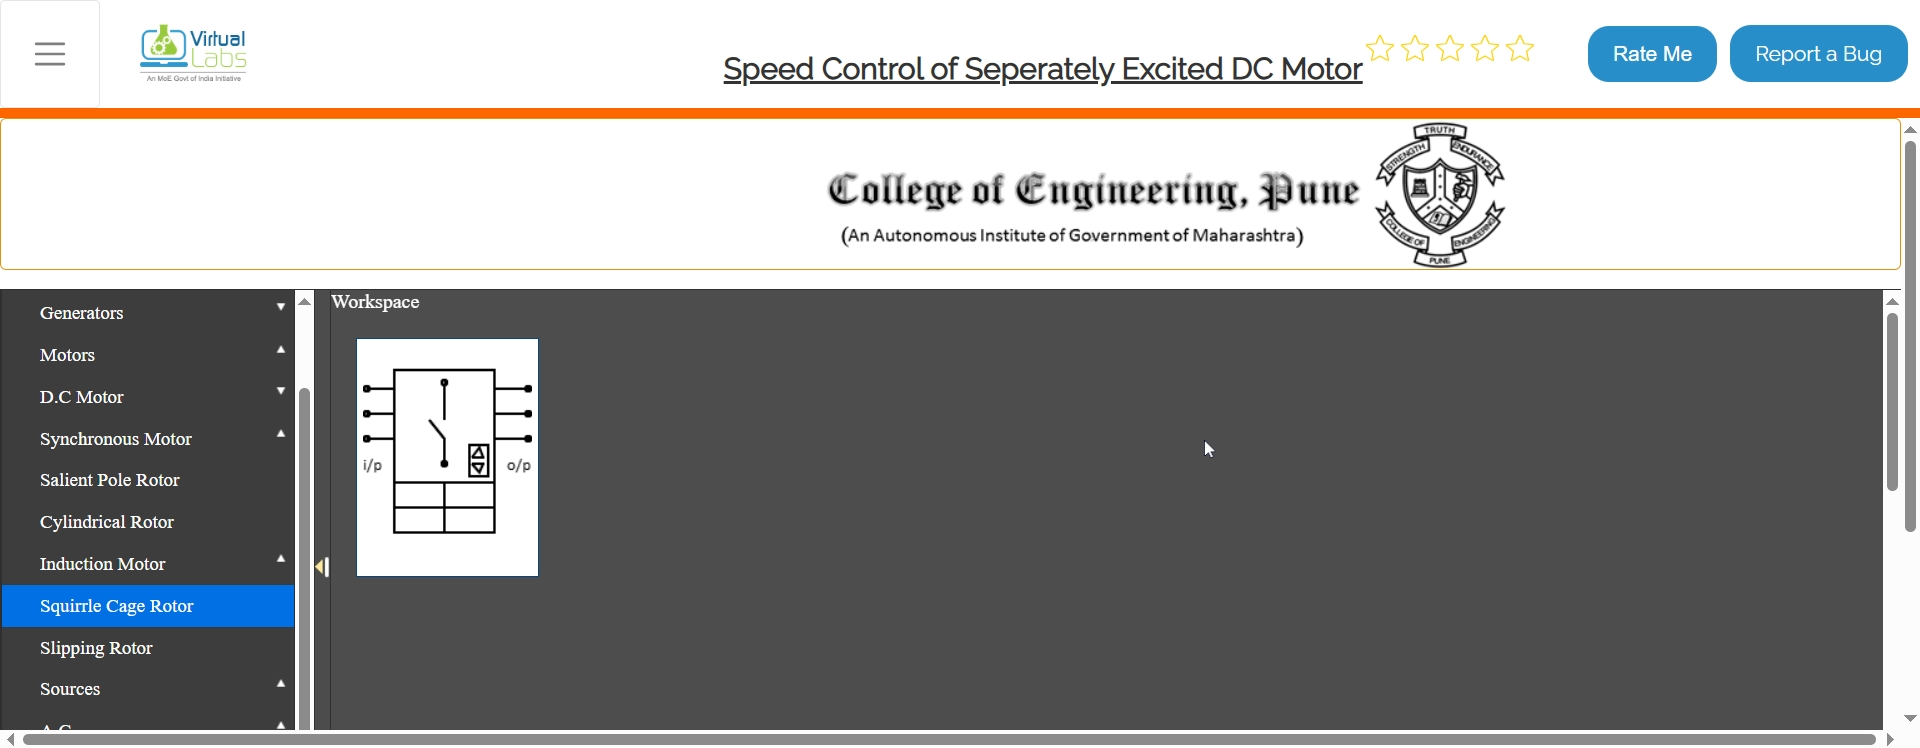 Virtual
Labs
An MoE Govt of India Initiative
Speed Control of Seperately Excited DC Motor
Rate Me
Report a Bug
College of Engineering, Pune
(An Autonomous Institute of Government of Maharashtra)
TRUTH
STRENGTH
ENDURANCE
COLLEGE OF
ENGINEERING
PUNE
Generators
Motors
D.C Motor
Synchronous Motor
Salient Pole Rotor
Cylindrical Rotor
Induction Motor
Squirrle Cage Rotor
Slipping Rotor
Sources
Workspace
i/p
o/p